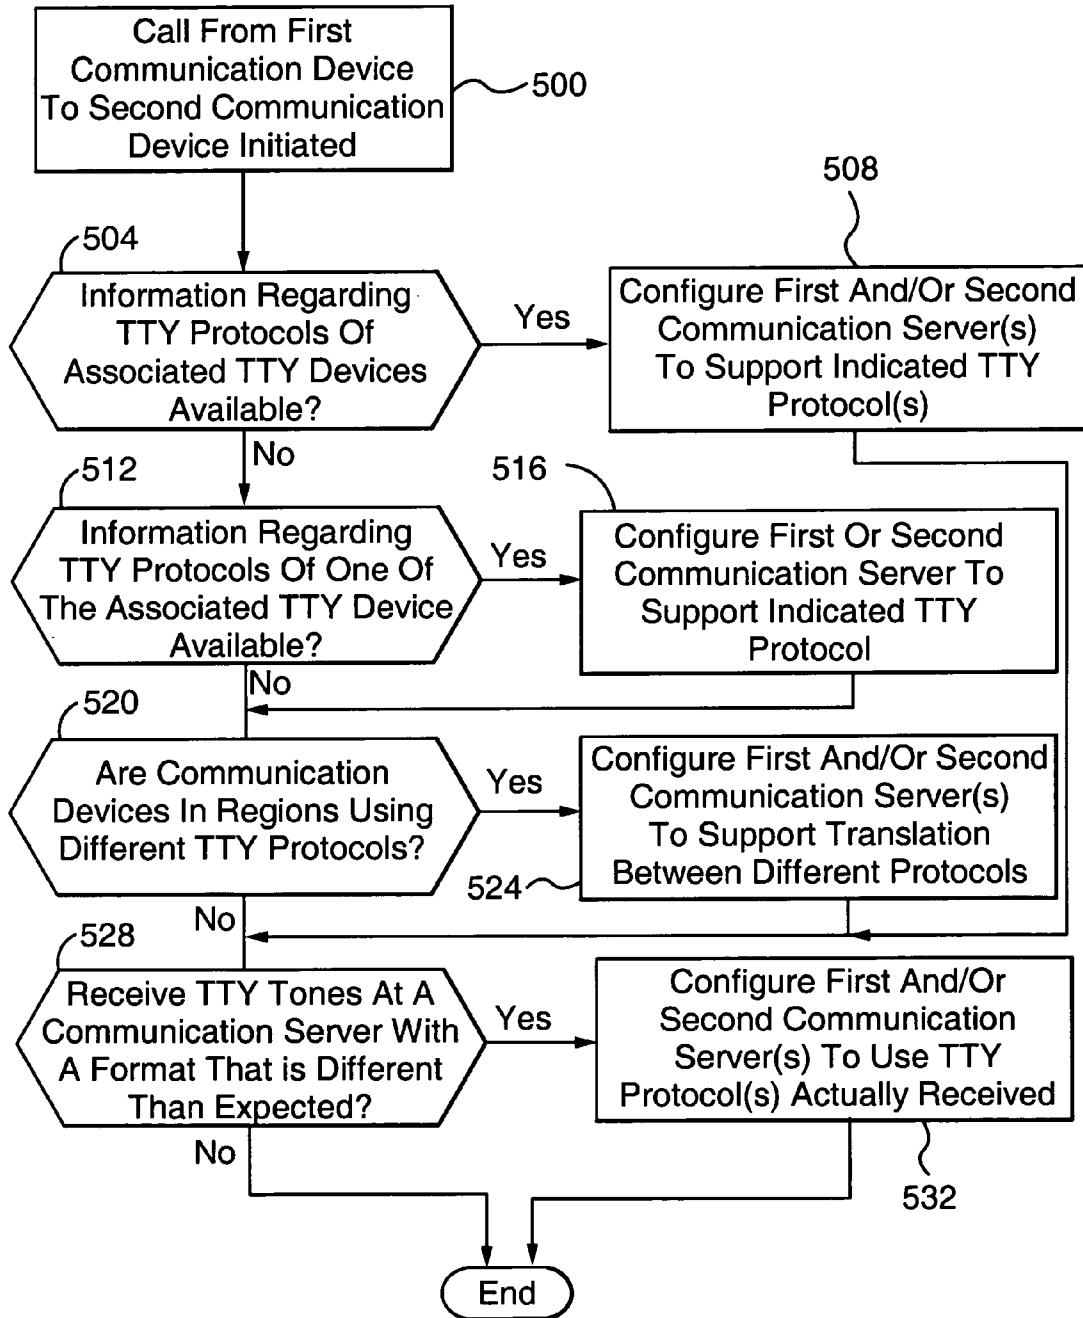 Call From First
Communication Device
To Second Communication
Device Initiated
500
504
Information Regarding
TTY Protocols Of
Associated TTY Devices
Available?
Yes
No
508
Configure First And/Or Second
Communication Server(s)
To Support Indicated TTY
Protocol(s)
512
Information Regarding
TTY Protocols Of One Of
The Associated TTY Device
Available?
Yes
No
516
Configure First Or Second
Communication Server To
Support Indicated TTY
Protocol
520
Are Communication
Devices In Regions Using
Different TTY Protocols?
Yes
No
Configure First And/Or Second
Communication Server(s)
To Support Translation
Between Different Protocols
524
528
Receive TTY Tones At A
Communication Server With
A Format That is Different
Than Expected?
Yes
No
Configure First And/Or
Second Communication
Server(s) To Use TTY
Protocol(s) Actually Received
532
End